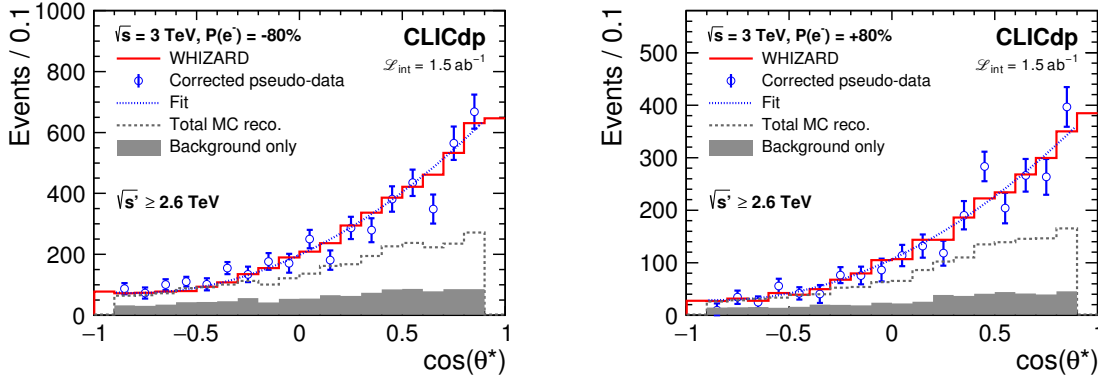 Events / 0.1
1000
800
600
400
200
0
√s = 3 TeV, P(e⁻) = -80%
CLICdp
WHIZARD
ℒint = 1.5 ab⁻¹
Corrected pseudo-data
Fit
Total MC reco.
Background only
√s’ ≥ 2.6 TeV
−1 −0.5 0 0.5 1
cos(θ*)
Events / 0.1
500
400
300
200
100
0
√s = 3 TeV, P(e⁻) = +80%
CLICdp
WHIZARD
ℒint = 1.5 ab⁻¹
Corrected pseudo-data
Fit
Total MC reco.
Background only
√s’ ≥ 2.6 TeV
−1 −0.5 0 0.5 1
cos(θ*)